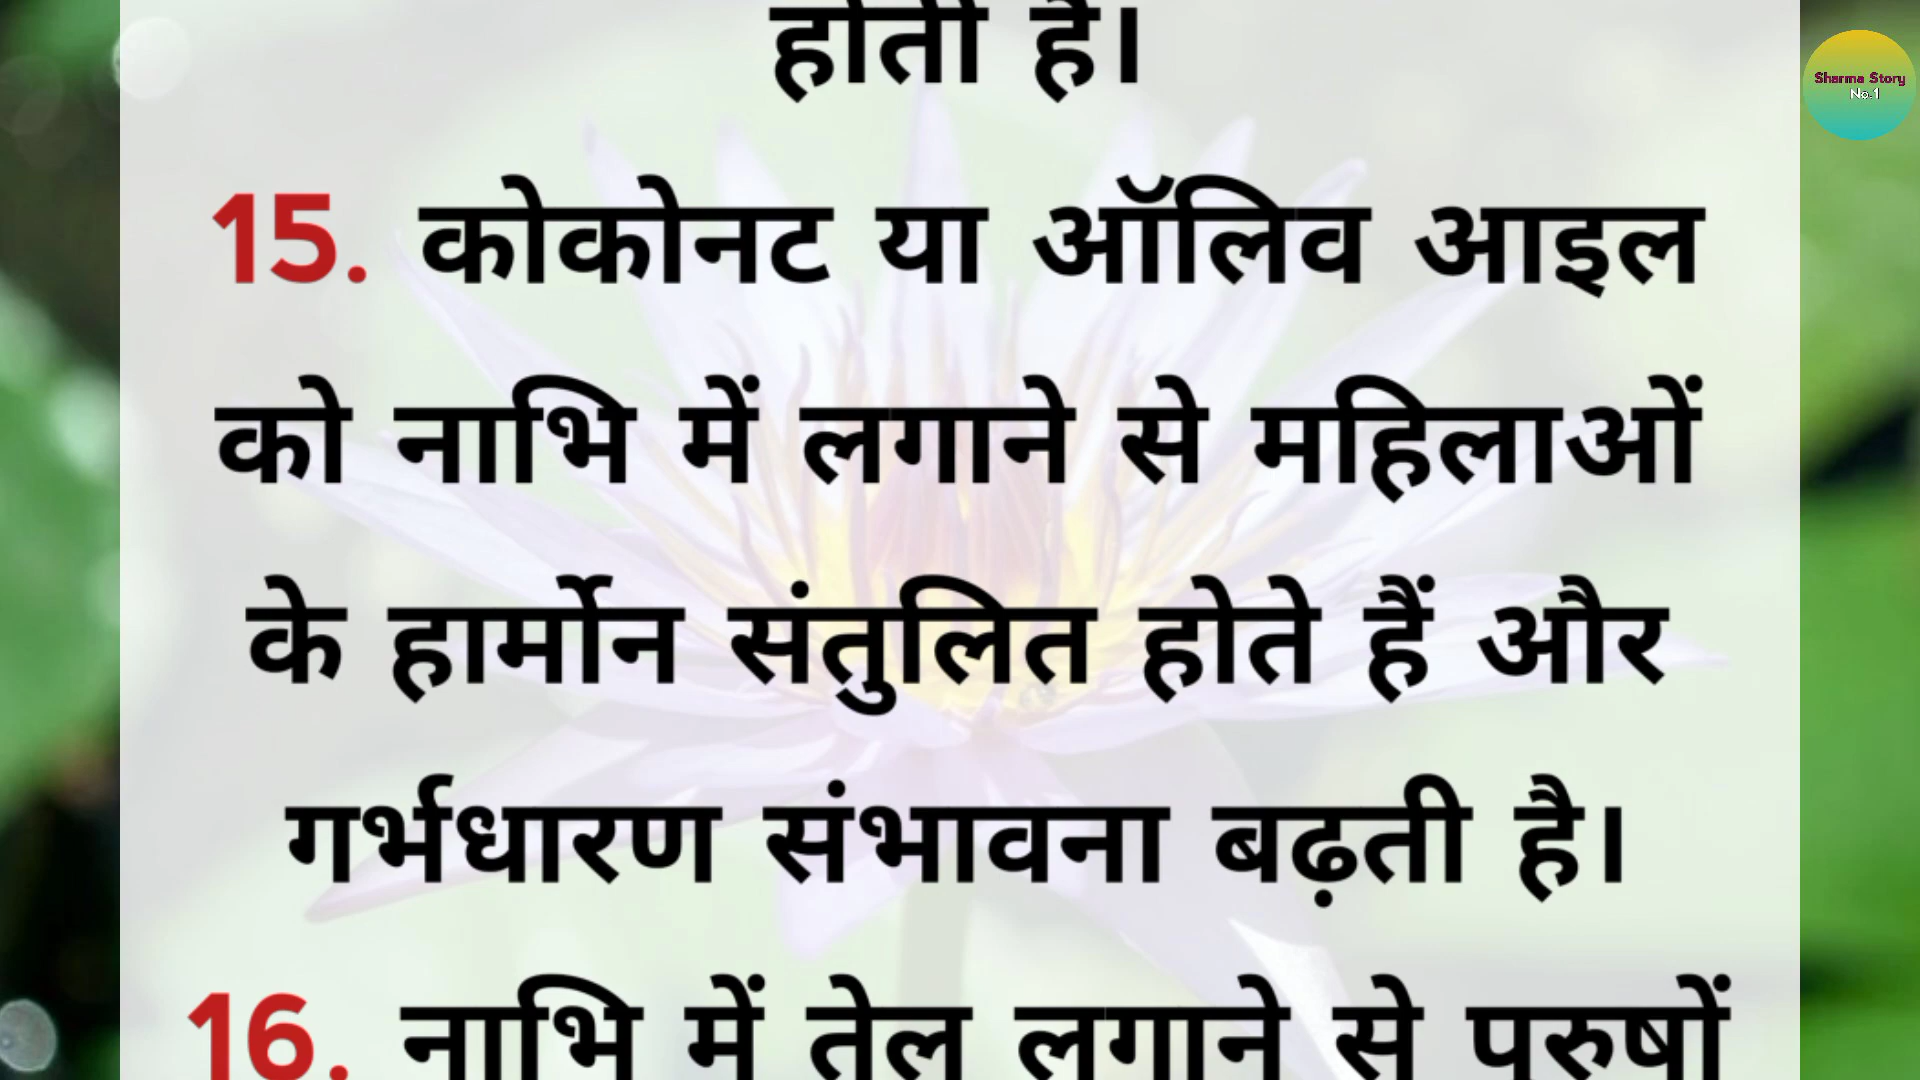 होती है।
15. कोकोनट या ऑलिव आइल
को नाभि में लगाने से महिलाओं
के हार्मोन संतुलित होते हैं और
गर्भधारण संभावना बढ़ती है।
16. नाभि में तेल लगाने से पुरुषों
Sharma Story
No.1